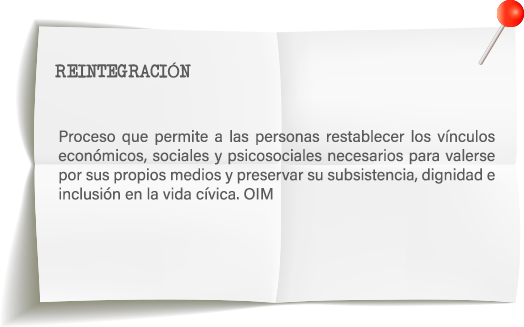 REINTEGRACIÓN
Proceso que permite a las personas restablecer los vínculos
económicos, sociales y psicosociales necesarios para valerse
por sus propios medios y preservar su subsistencia, dignidad e
inclusión en la vida cívica. OIM